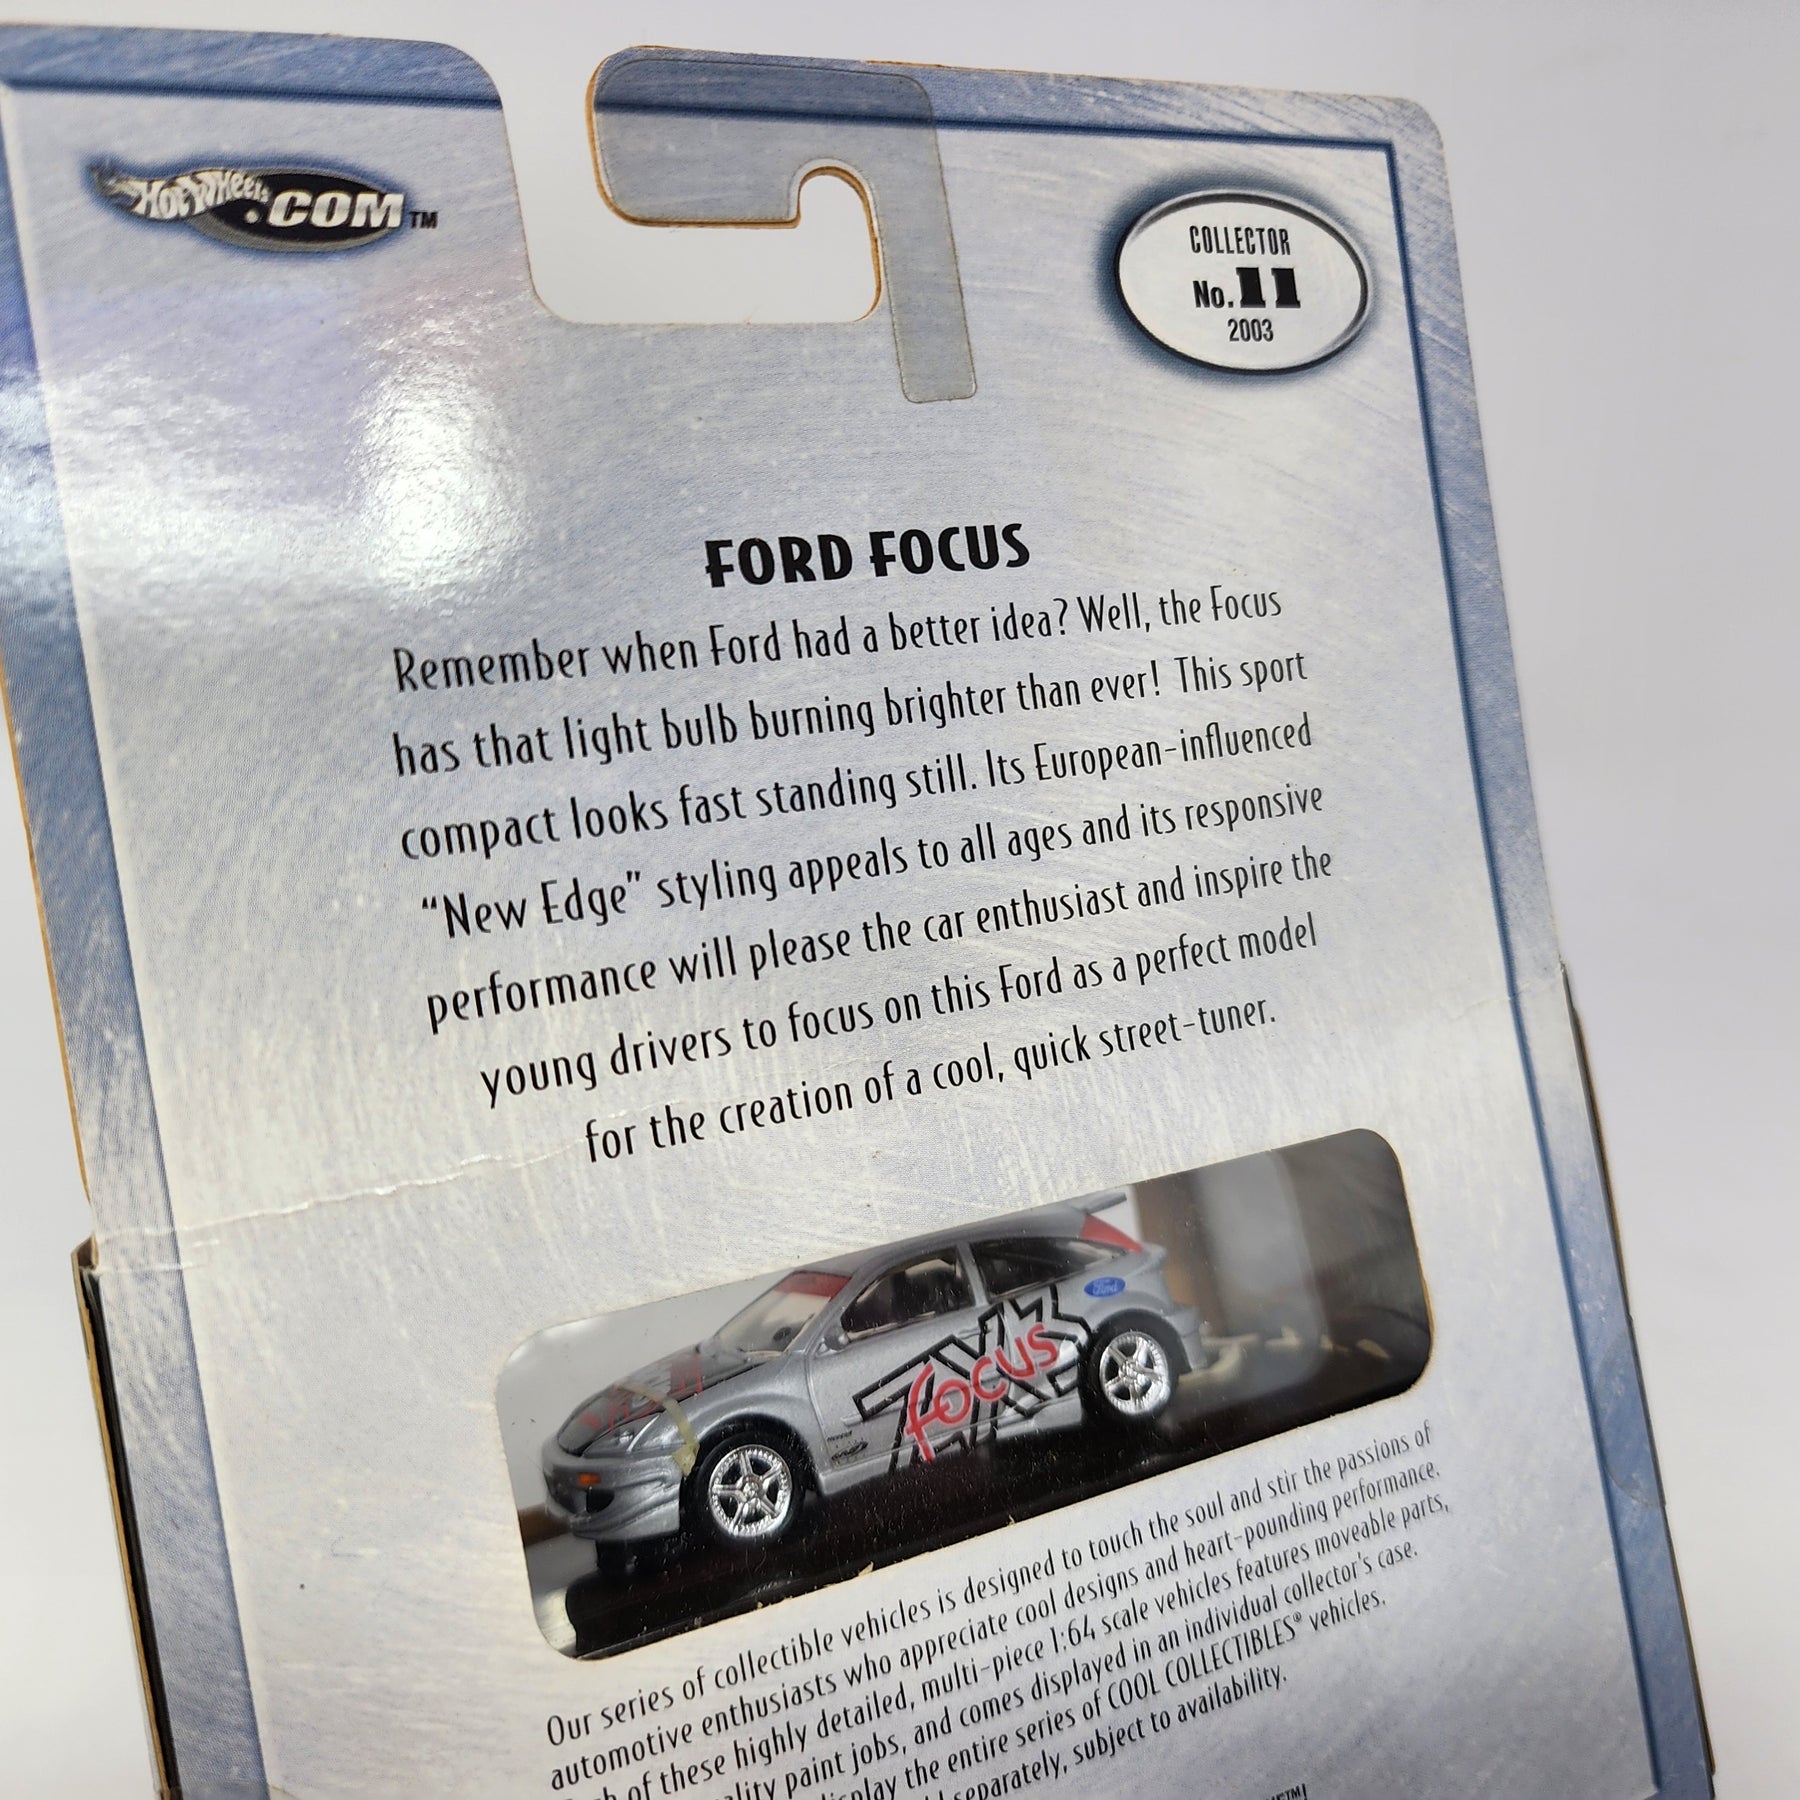 Hot Wheels.COM™
COLLECTOR
No. 11
2003
FORD FOCUS
Remember when Ford had a better idea? Well, the Focus
has that light bulb burning brighter than ever! This sport
compact looks fast standing still. Its European-influenced
“New Edge” styling appeals to all ages and its responsive
performance will please the car enthusiast and inspire the
young drivers to focus on this Ford as a perfect model
for the creation of a cool, quick street-tuner.
Ford
ZX3
focus
Our series of collectible vehicles is designed to touch the soul and stir the passions of
automotive enthusiasts who appreciate cool designs and heart-pounding performance.
of these highly detailed, multi-piece 1:64 scale vehicles features moveable parts,
paint jobs, and comes displayed in an individual collector's case.
the entire series of COOL COLLECTIBLES® vehicles.
separately, subject to availability.